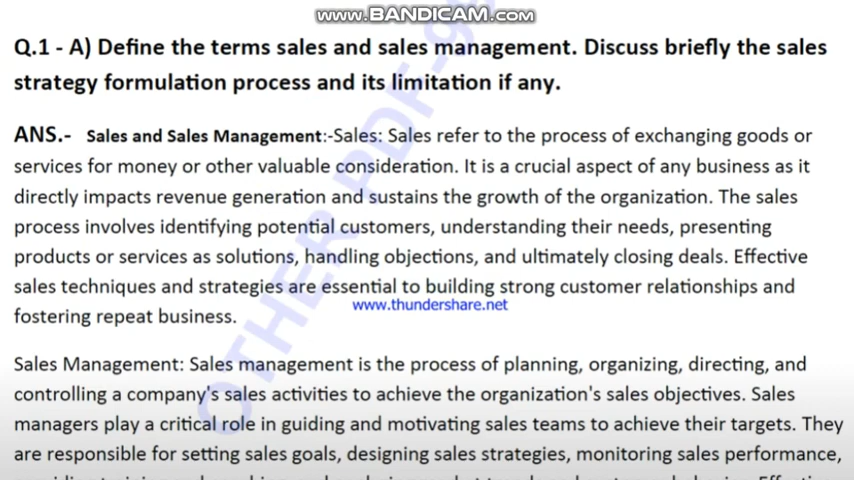 www.BANDICAM.com
Q.1 - A) Define the terms sales and sales management. Discuss briefly the sales
strategy formulation process and its limitation if any.
ANS.- Sales and Sales Management:-Sales: Sales refer to the process of exchanging goods or
services for money or other valuable consideration. It is a crucial aspect of any business as it
directly impacts revenue generation and sustains the growth of the organization. The sales
process involves identifying potential customers, understanding their needs, presenting
products or services as solutions, handling objections, and ultimately closing deals. Effective
sales techniques and strategies are essential to building strong customer relationships and
www.thundershare.net
fostering repeat business.
Sales Management: Sales management is the process of planning, organizing, directing, and
controlling a company's sales activities to achieve the organization's sales objectives. Sales
managers play a critical role in guiding and motivating sales teams to achieve their targets. They
are responsible for setting sales goals, designing sales strategies, monitoring sales performance,
OTHER PDF-